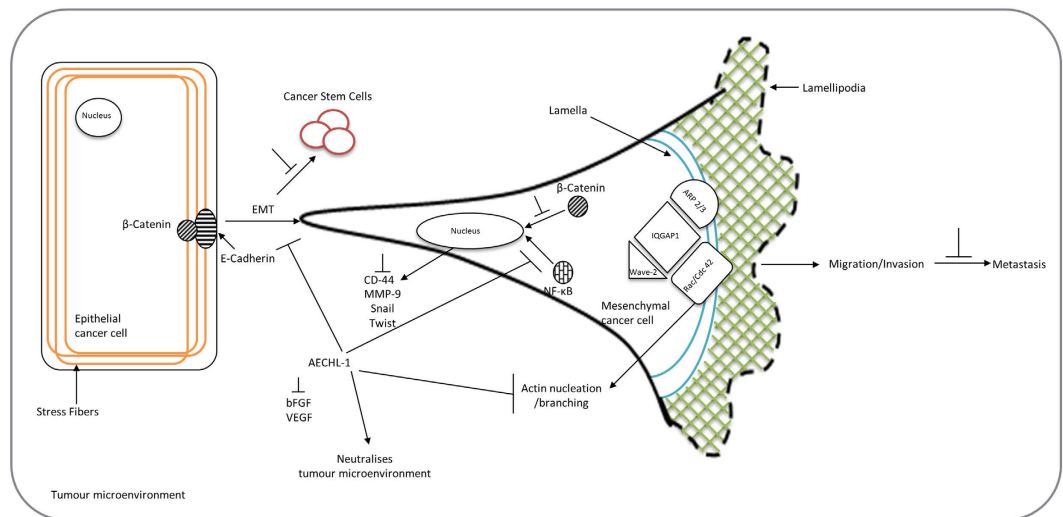 Nucleus
β-Catenin
E-Cadherin
Epithelial
cancer cell
Stress Fibers
Tumour microenvironment
Cancer Stem Cells
EMT
Nucleus
β-Catenin
NF-κB
CD-44
MMP-9
Snail
Twist
AECHL-1
bFGF
VEGF
Neutralises
tumour microenvironment
Actin nucleation
/branching
Mesenchymal
cancer cell
Lamella
ARP 2/3
IQGAP1
Wave-2
Rac/Cdc 42
Lamellipodia
Migration/Invasion
Metastasis